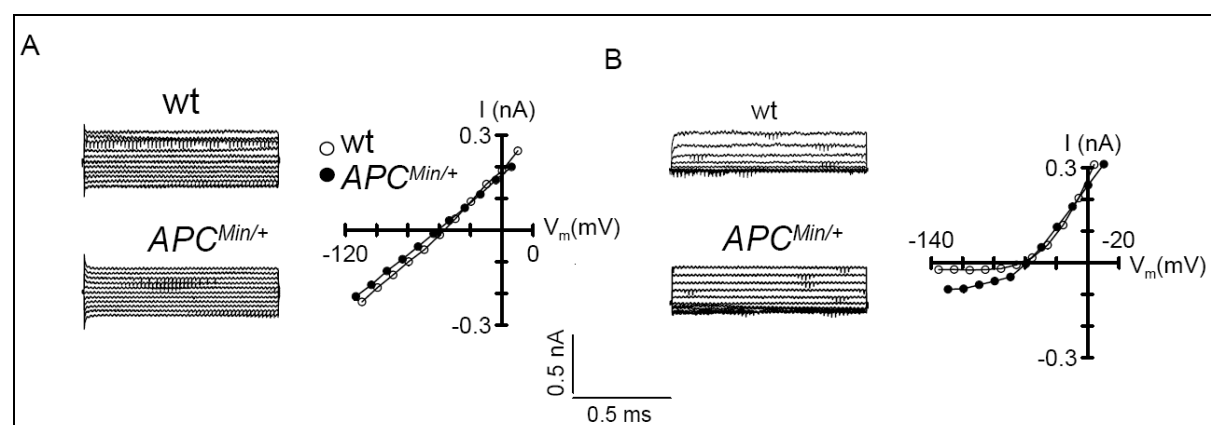 A
wt
APC^Min/+
wt
APC^Min/+
I (nA)
0.3
V_m(mV)
-120
0
-0.3
0.5 nA
0.5 ms
B
wt
APC^Min/+
I (nA)
0.3
-140
-20
V_m(mV)
-0.3